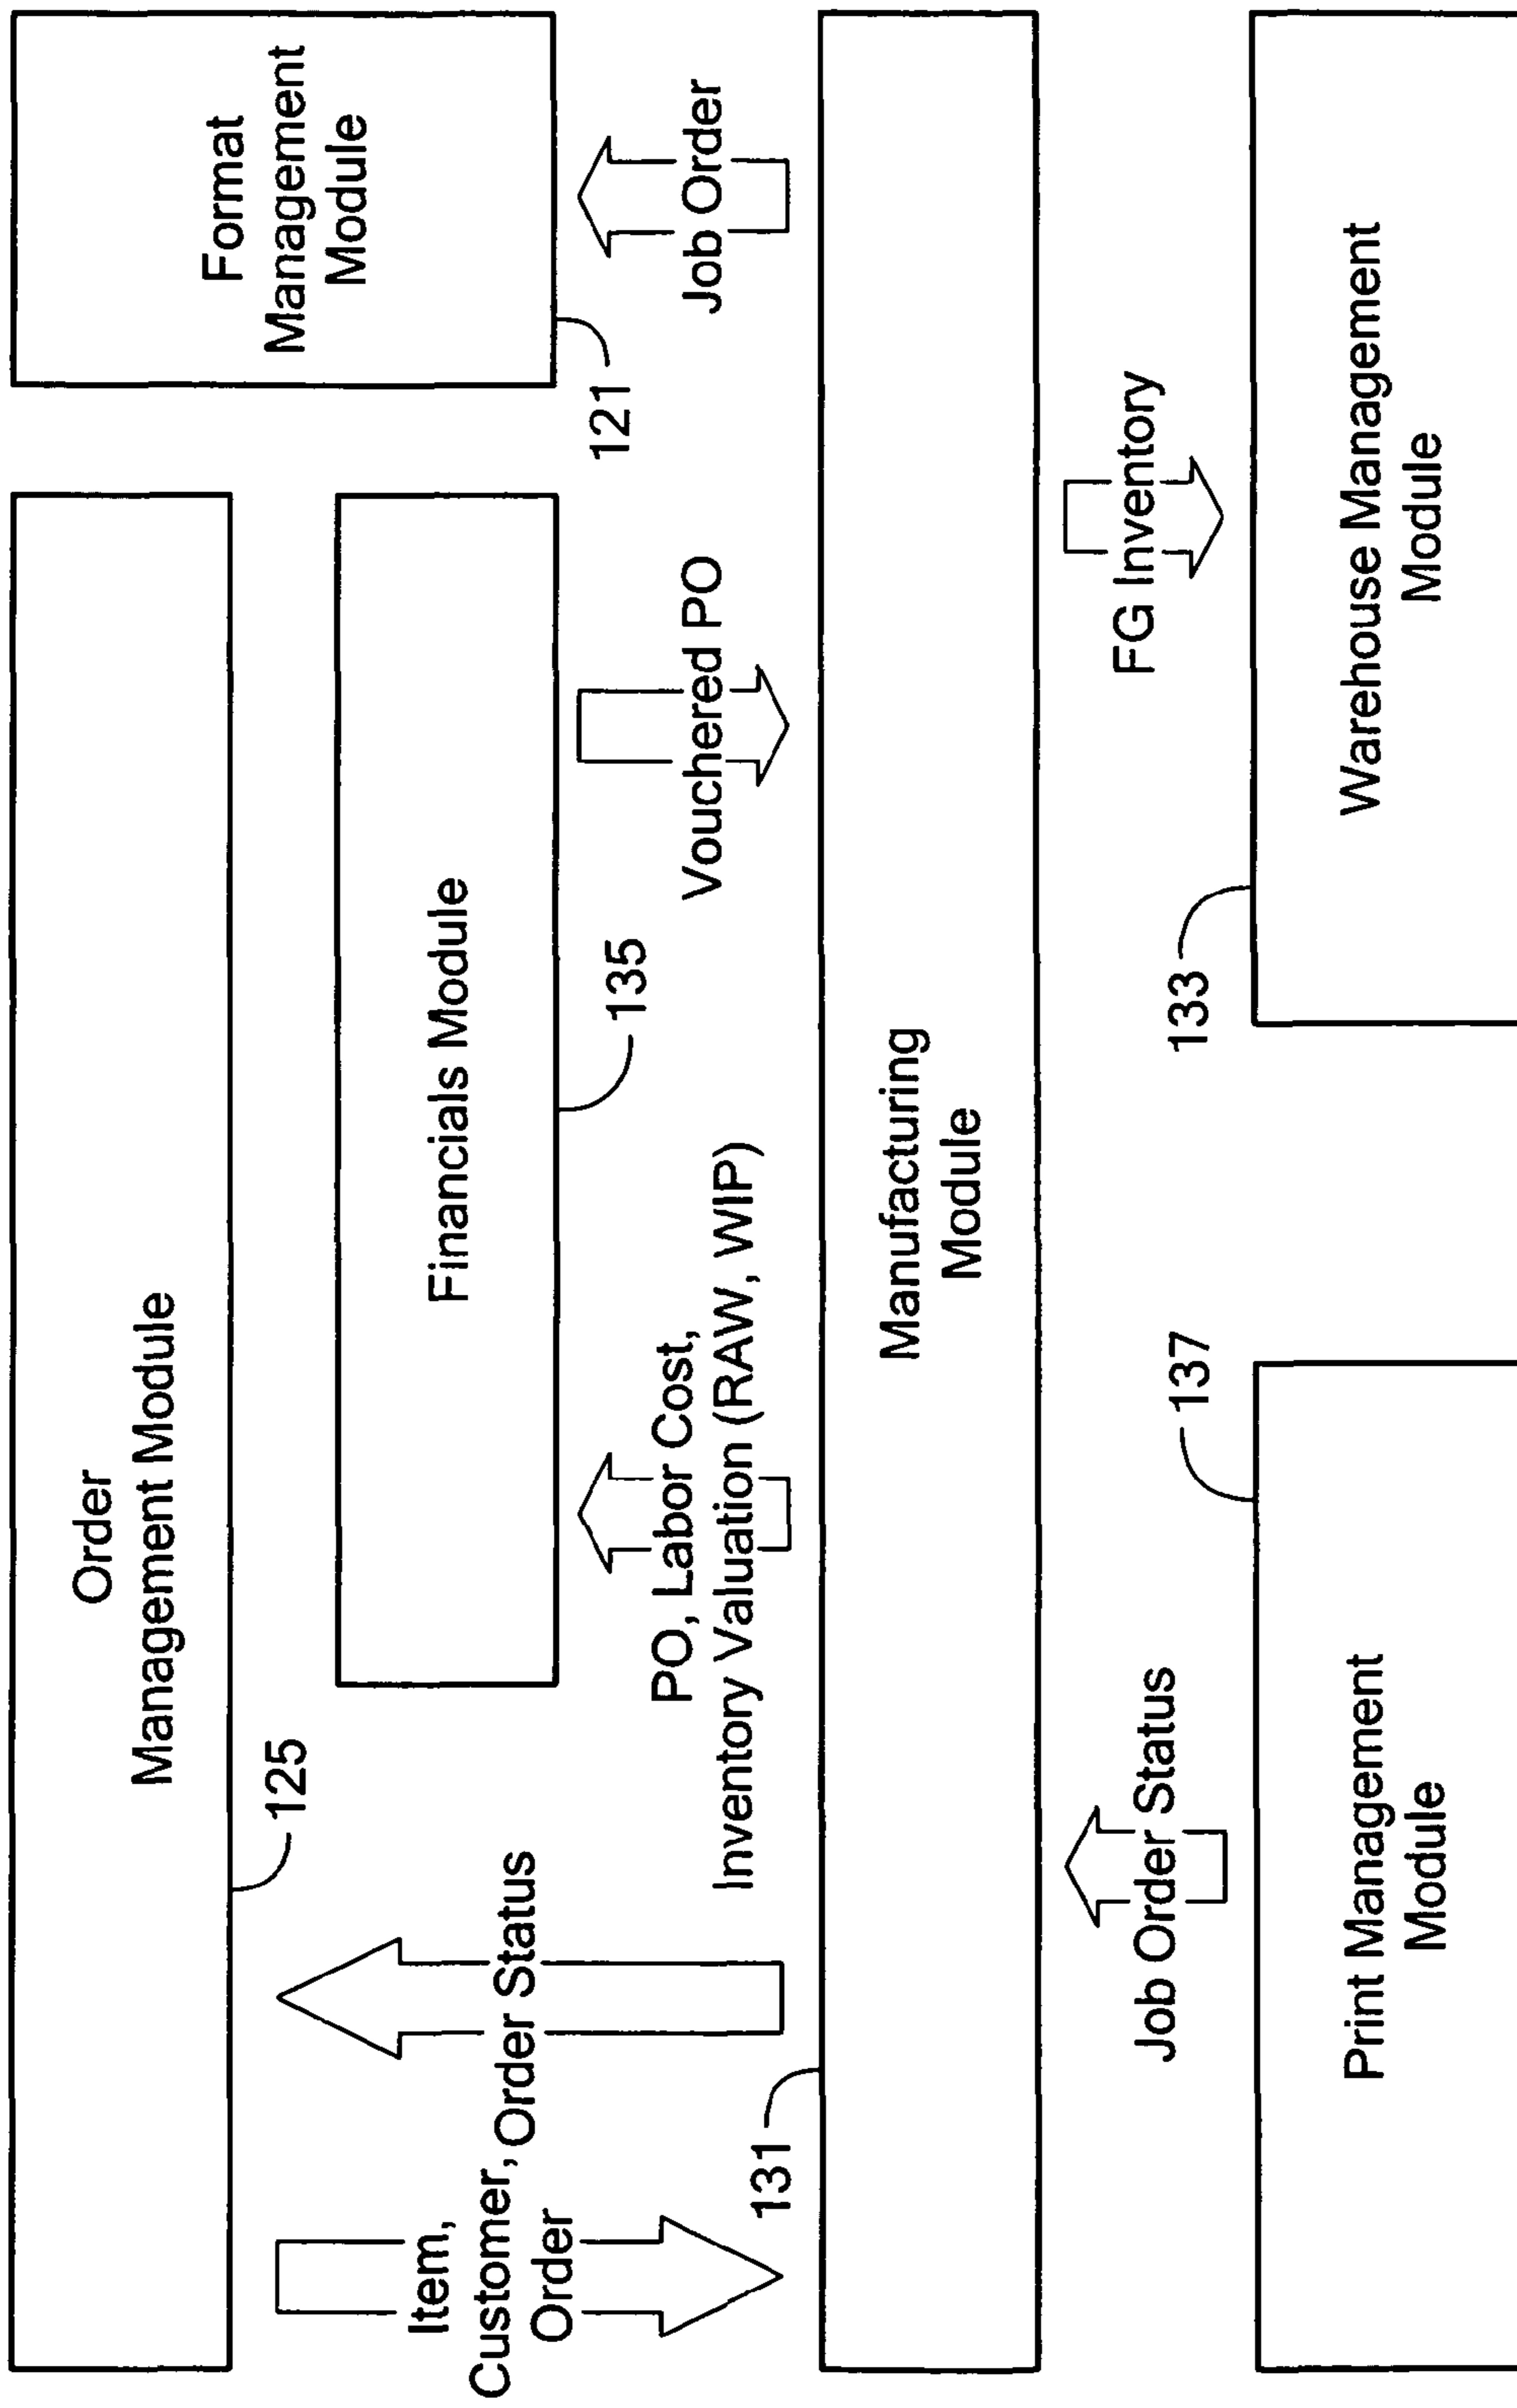 Order
Management Module
125
Format
Management
Module
121
Financials Module
135
Item,
Customer,
Order
Order Status
PO, Labor Cost,
Inventory Valuation (RAW, WIP)
Vouchered PO
Job Order
131
Manufacturing
Module
Job Order Status
137
133
FG Inventory
Print Management
Module
Warehouse Management
Module